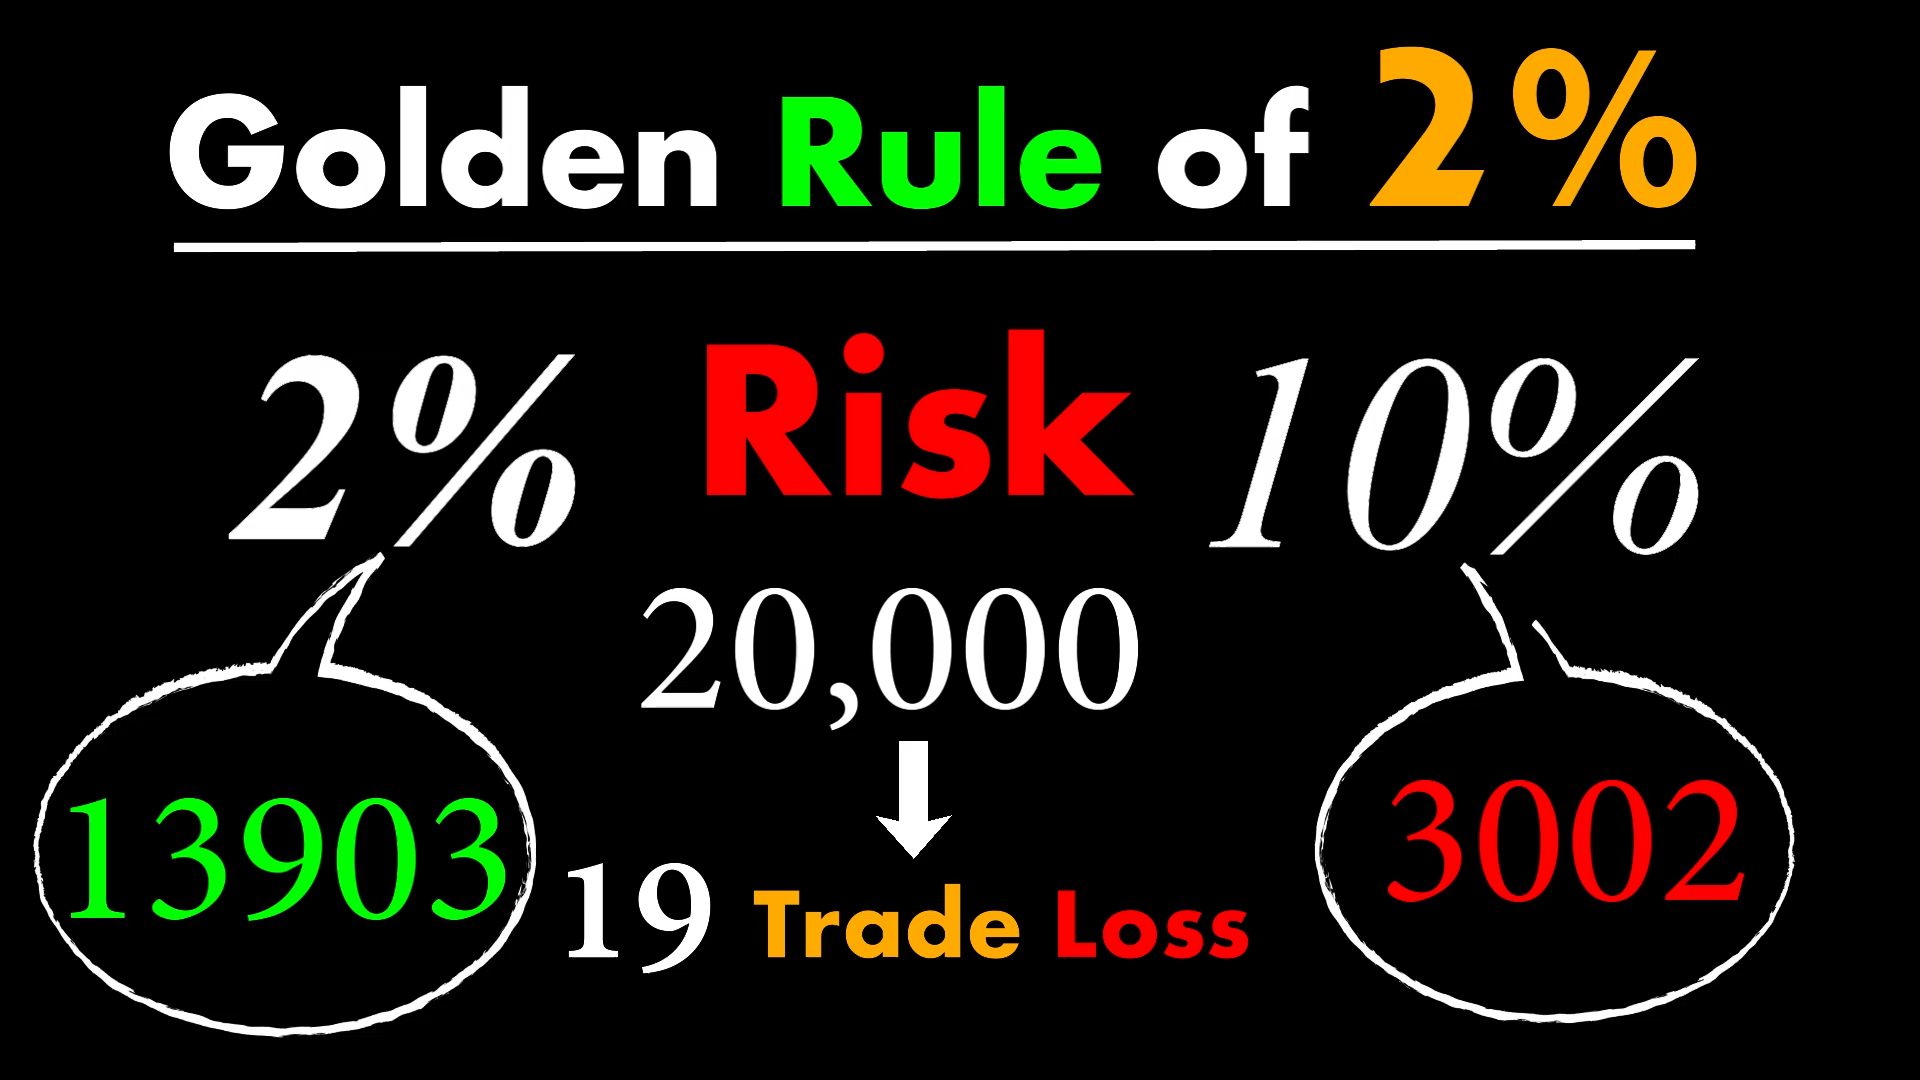 Golden Rule of 2%
2% Risk 10%
20,000
13903 3002
19 Trade Loss